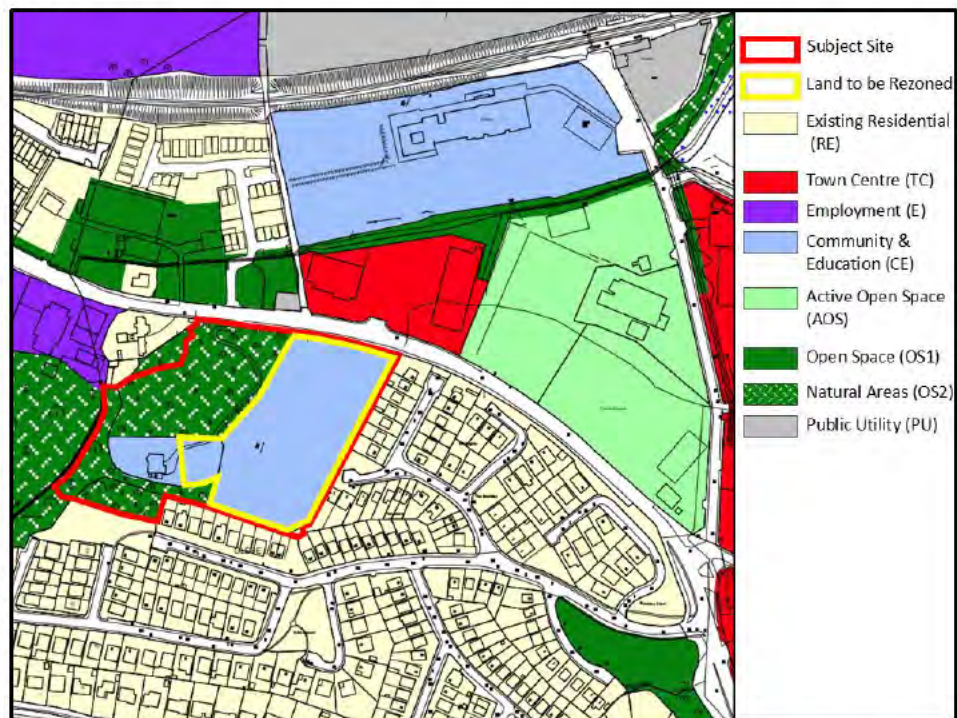 Subject Site
Land to be Rezoned
Existing Residential
(RE)
Town Centre (TC)
Employment (E)
Community &
Education (CE)
Active Open Space
(AOS)
Open Space (OS1)
Natural Areas (OS2)
Public Utility (PU)